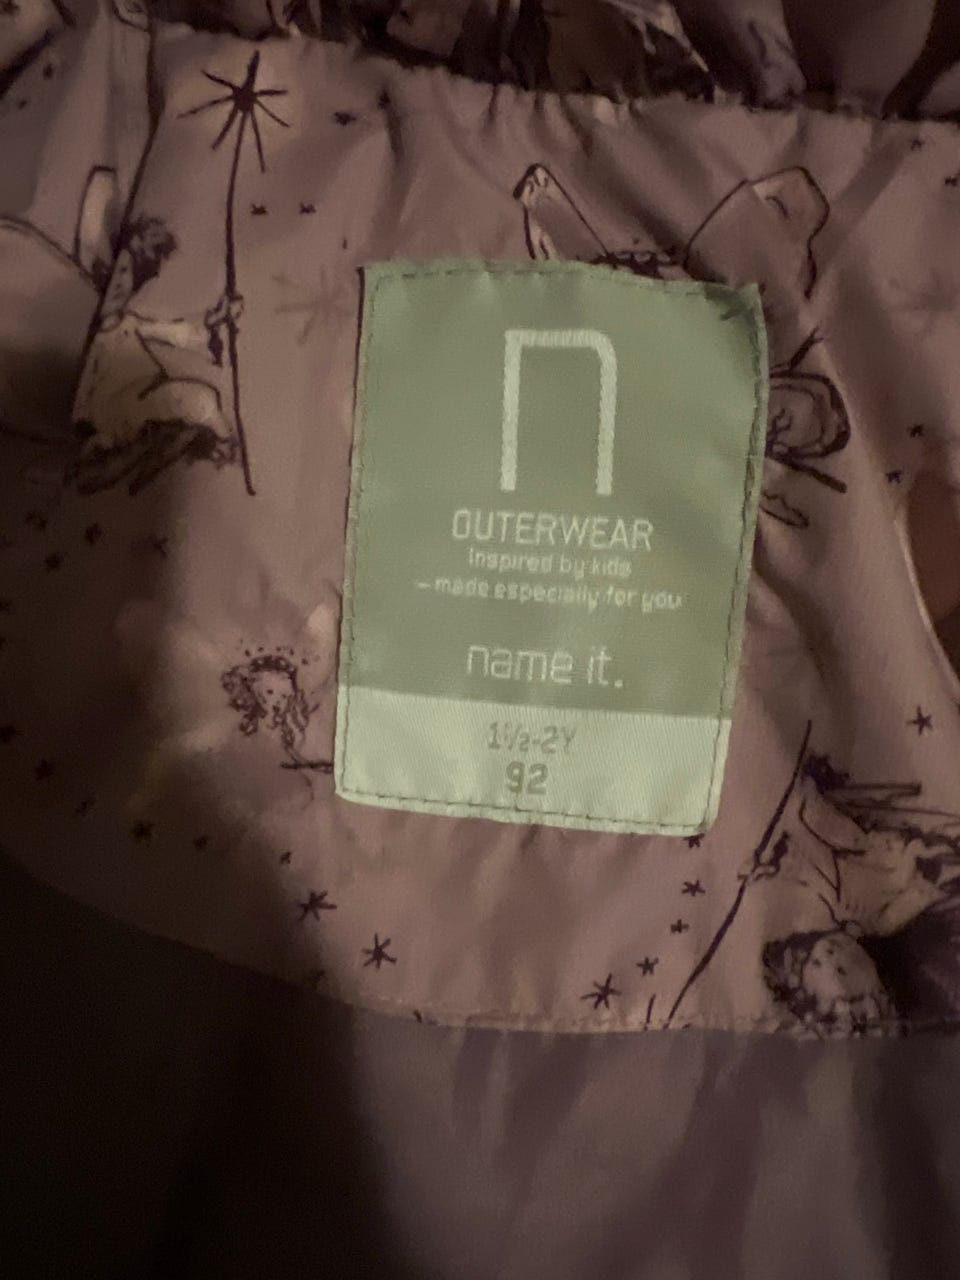 n
OUTERWEAR
Inspired by kids
– made especially for you
name it.
1½-2Y
92